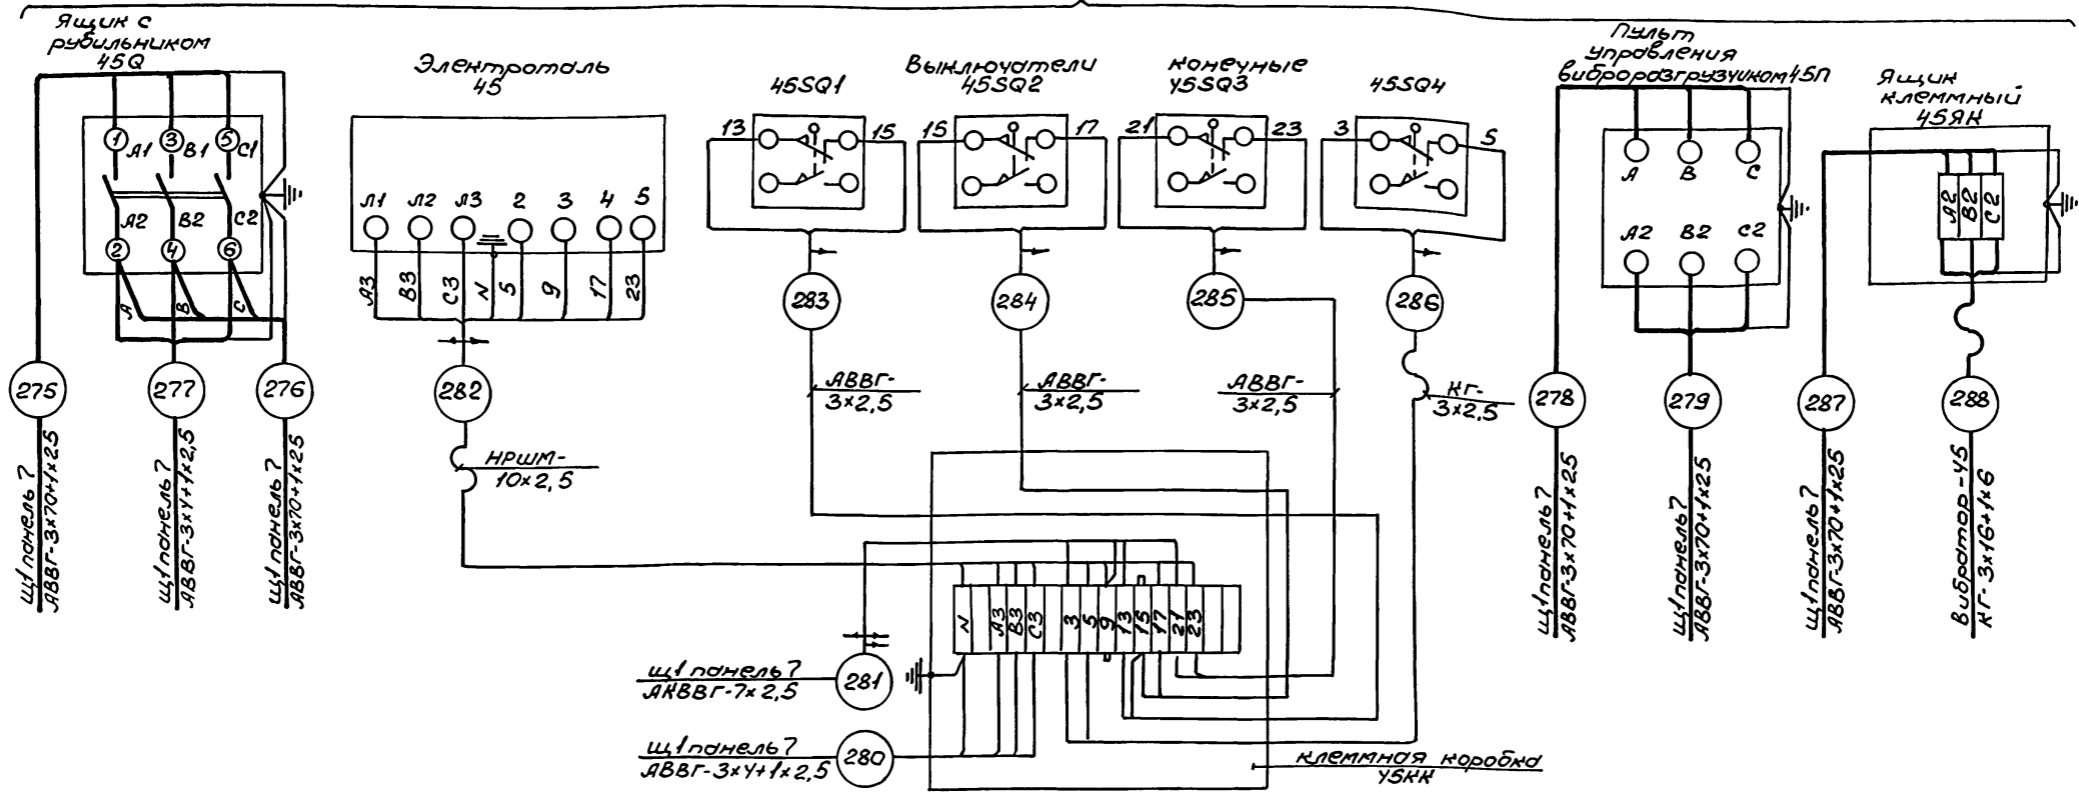 Ящик с
рубильником
45Q
Электроталь
45
45SQ1
Выключатели
45SQ2
конечные
45SQ3
45SQ4
Пульт
управления
виброразгрузчиком 45П
Ящик
клеммный
45ЯК
1 3 5
А1 В1 С1
А2 В2 С2
2 4 6
А В С
Л1 Л2 Л3 2 3 4 5
А3 В3 С3 N 5 9 17 23
13 15
15 17
21 23
3 5
А В С
А2 В2 С2
А2 В2 С2
275 277 276 282 283 284 285 286 278 279 287 288
щ1 панель 7
АВВГ-3×70+1×25
щ1 панель 7
АВВГ-3×4+1×2,5
щ1 панель 7
АВВГ-3×70+1×25
НРШМ-
10×2,5
АВВГ-
3×2,5
АВВГ-
3×2,5
АВВГ-
3×2,5
КГ-
3×2,5
щ1 панель 7
АВВГ-3×70+1×25
щ1 панель 7
АВВГ-3×70+1×25
щ1 панель 7
АВВГ-3×70+1×25
Вибратор-45
КГ-3×16+1×6
N А3 В3 С3 3 5 9 13 15 17 21 23
щ1 панель 7
АКВВГ-7×2,5
281
щ1 панель 7
АВВГ-3×4+1×2,5
280
клеммная коробка
45КК